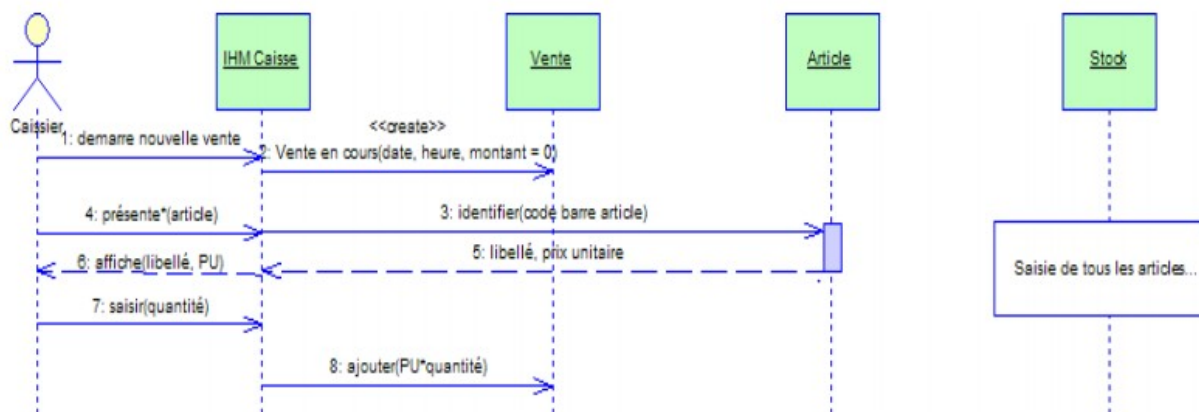 IHM Caisse
Vente
Article
Stock
Caissier
<<create>>
1: demarre nouvelle vente
2: Vente en cours(date, heure, montant = 0)
4: présente*(article)
3: identifier(code barre article)
5: libellé, prix unitaire
6: affiche(libellé, PU)
Saisie de tous les articles...
7: saisir(quantité)
8: ajouter(PU*quantité)